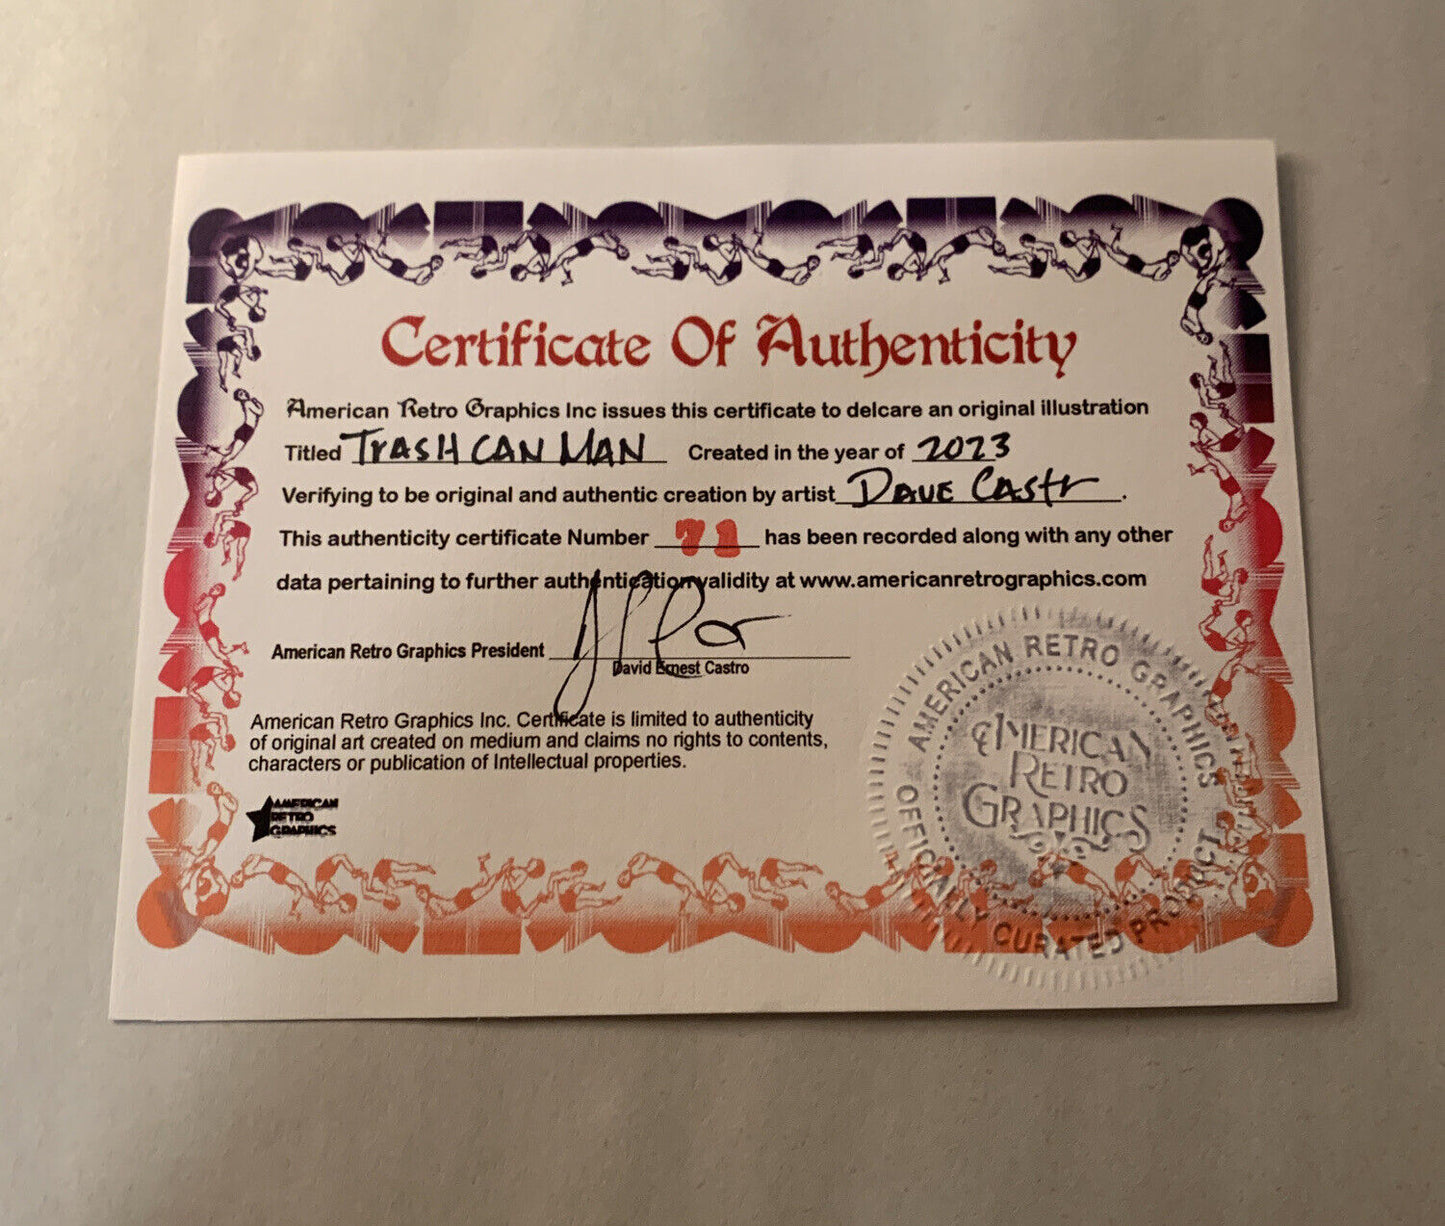 Certificate Of Authenticity
American Retro Graphics Inc issues this certificate to delcare an original illustration
Titled TrASH CAN MAN Created in the year of 2023
Verifying to be original and authentic creation by artist DAVE CAStr.
This authenticity certificate Number 71 has been recorded along with any other
data pertaining to further authentication validity at www.americanretrographics.com
American Retro Graphics President
David Ernest Castro
American Retro Graphics Inc. Certificate is limited to authenticity
of original art created on medium and claims no rights to contents,
characters or publication of Intellectual properties.
AMERICAN
RETRO
GRAPHICS
AMERICAN RETRO GRAPHICS
AMERICAN
RETRO
GRAPHICS
OFFICIALLY CURATED PRODUCT